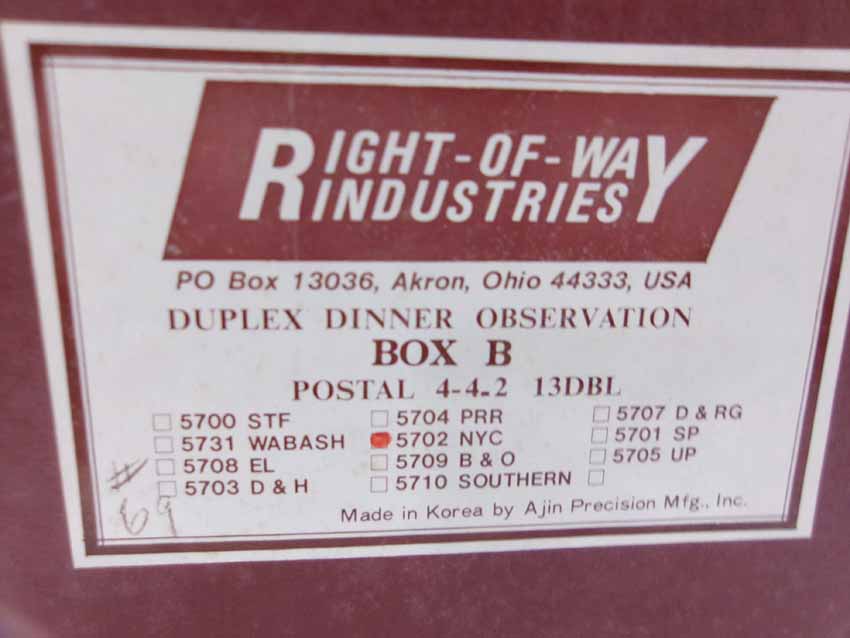 RIGHT-OF-WAY
INDUSTRIES
PO Box 13036, Akron, Ohio 44333, USA
DUPLEX DINNER OBSERVATION
BOX B
POSTAL 4-4-2 13DBL
5700 STF
5731 WABASH
5708 EL
5703 D & H
5704 PRR
5702 NYC
5709 B & O
5710 SOUTHERN
5707 D & RG
5701 SP
5705 UP
# 69
Made in Korea by Ajin Precision Mfg., Inc.